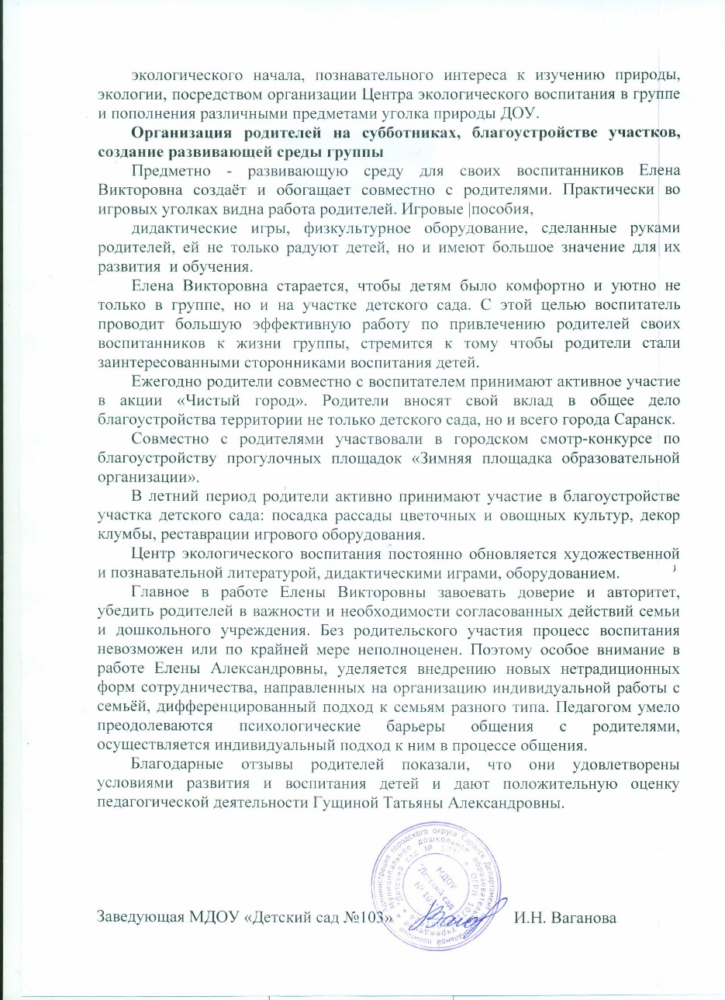 экологического начала, познавательного интереса к изучению природы,
экологии, посредством организации Центра экологического воспитания в группе
и пополнения различными предметами уголка природы ДОУ.
Организация родителей на субботниках, благоустройстве участков,
создание развивающей среды группы
Предметно - развивающую среду для своих воспитанников Елена
Викторовна создаёт и обогащает совместно с родителями. Практически во
игровых уголках видна работа родителей. Игровые |пособия,
дидактические игры, физкультурное оборудование, сделанные руками
родителей, ей не только радуют детей, но и имеют большое значение для их
развития и обучения.
Елена Викторовна старается, чтобы детям было комфортно и уютно не
только в группе, но и на участке детского сада. С этой целью воспитатель
проводит большую эффективную работу по привлечению родителей своих
воспитанников к жизни группы, стремится к тому чтобы родители стали
заинтересованными сторонниками воспитания детей.
Ежегодно родители совместно с воспитателем принимают активное участие
в акции «Чистый город». Родители вносят свой вклад в общее дело
благоустройства территории не только детского сада, но и всего города Саранск.
Совместно с родителями участвовали в городском смотр-конкурсе по
благоустройству прогулочных площадок «Зимняя площадка образовательной
организации».
В летний период родители активно принимают участие в благоустройстве
участка детского сада: посадка рассады цветочных и овощных культур, декор
клумбы, реставрации игрового оборудования.
Центр экологического воспитания постоянно обновляется художественной
и познавательной литературой, дидактическими играми, оборудованием.
Главное в работе Елены Викторовны завоевать доверие и авторитет,
убедить родителей в важности и необходимости согласованных действий семьи
и дошкольного учреждения. Без родительского участия процесс воспитания
невозможен или по крайней мере неполноценен. Поэтому особое внимание в
работе Елены Александровны, уделяется внедрению новых нетрадиционных
форм сотрудничества, направленных на организацию индивидуальной работы с
семьёй, дифференцированный подход к семьям разного типа. Педагогом умело
преодолеваются психологические барьеры общения с родителями,
осуществляется индивидуальный подход к ним в процессе общения.
Благодарные отзывы родителей показали, что они удовлетворены
условиями развития и воспитания детей и дают положительную оценку
педагогической деятельности Гущиной Татьяны Александровны.
городского округа Саранск Департамент
Муниципальное дошкольное образовательное учреждение
Детский сад №
ОГРН
МДОУ
"Детский сад
Заведующая МДОУ «Детский сад №103» И.Н. Ваганова